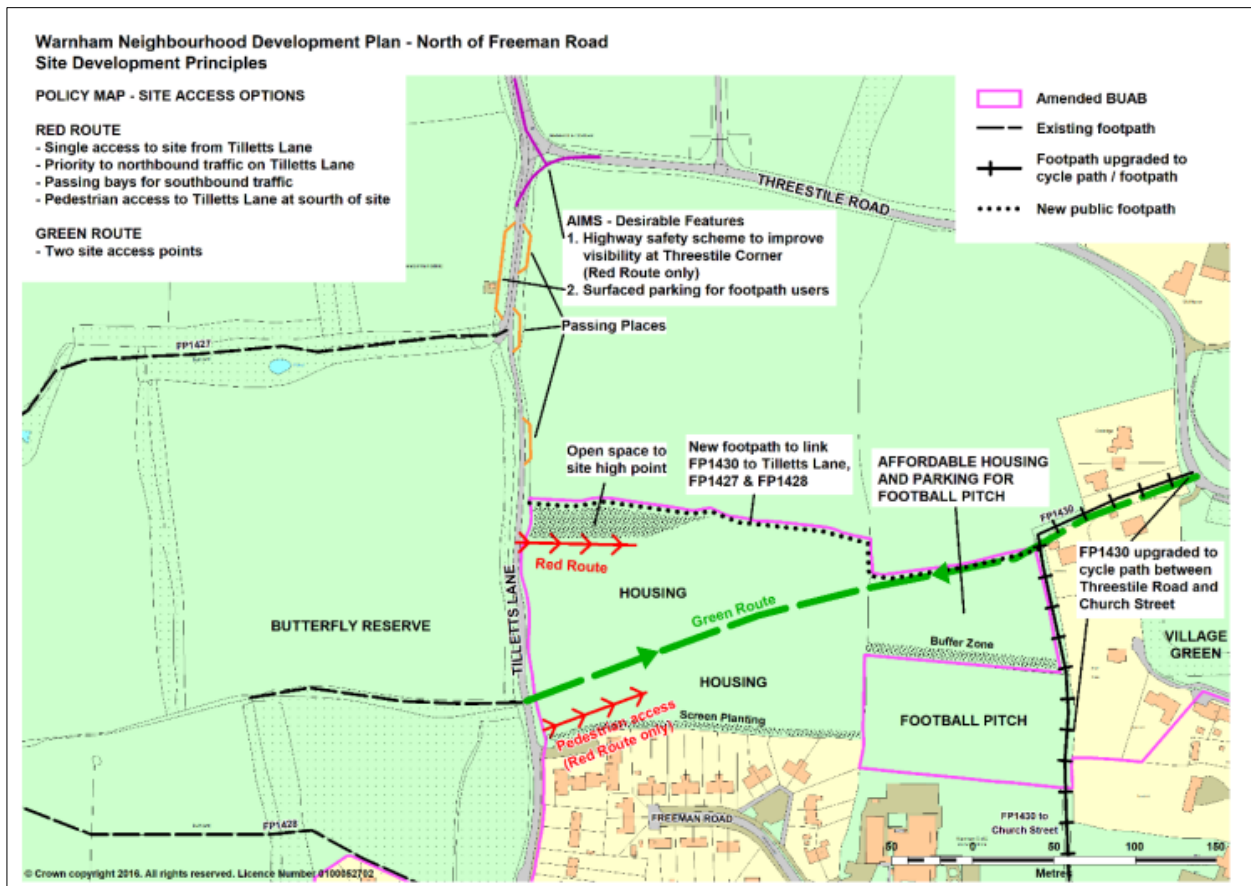 Warnham Neighbourhood Development Plan - North of Freeman Road
Site Development Principles
POLICY MAP - SITE ACCESS OPTIONS
RED ROUTE
- Single access to site from Tilletts Lane
- Priority to northbound traffic on Tilletts Lane
- Passing bays for southbound traffic
- Pedestrian access to Tilletts Lane at sourth of site
GREEN ROUTE
- Two site access points
Amended BUAB
Existing footpath
Footpath upgraded to
cycle path / footpath
New public footpath
THREESTILE ROAD
AIMS - Desirable Features
1. Highway safety scheme to improve
visibility at Threestile Corner
(Red Route only)
2. Surfaced parking for footpath users
Passing Places
FP1427
Open space to
site high point
New footpath to link
FP1430 to Tilletts Lane,
FP1427 & FP1428
AFFORDABLE HOUSING
AND PARKING FOR
FOOTBALL PITCH
FP1430
FP1430 upgraded to
cycle path between
Threestile Road and
Church Street
Red Route
HOUSING
Green Route
TILLETTS LANE
BUTTERFLY RESERVE
VILLAGE
GREEN
Buffer Zone
HOUSING
Screen Planting
FOOTBALL PITCH
Pedestrian access
(Red Route only)
FREEMAN ROAD
FP1428
FP1430 to
Church Street
50 0 50 100 150
Metres
© Crown copyright 2016. All rights reserved. Licence Number 0100052702